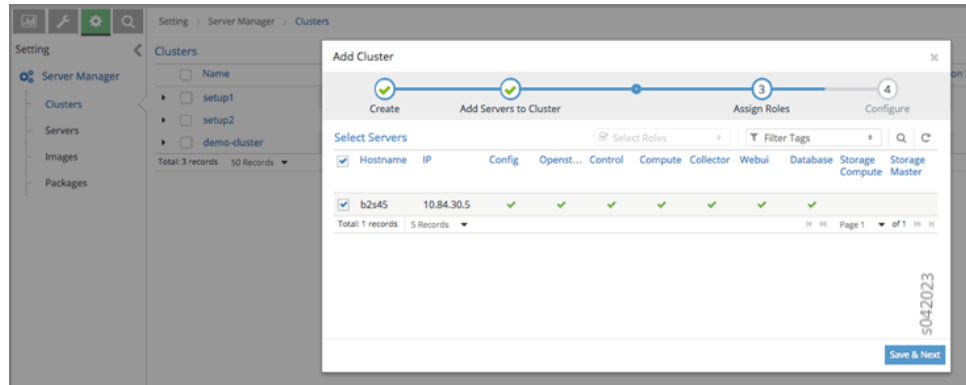 Setting › Server Manager › Clusters
Setting
Server Manager
Clusters
Servers
Images
Packages
Clusters
Name
setup1
setup2
demo-cluster
Total: 3 records 50 Records
Add Cluster
Create
Add Servers to Cluster
3
Assign Roles
4
Configure
Select Servers
Select Roles
Filter Tags
Hostname IP Config Openst... Control Compute Collector Webui Database Storage Compute Storage Master
b2s45 10.84.30.5
Total: 1 records 5 Records
Page 1 of 1
s042023
Save & Next